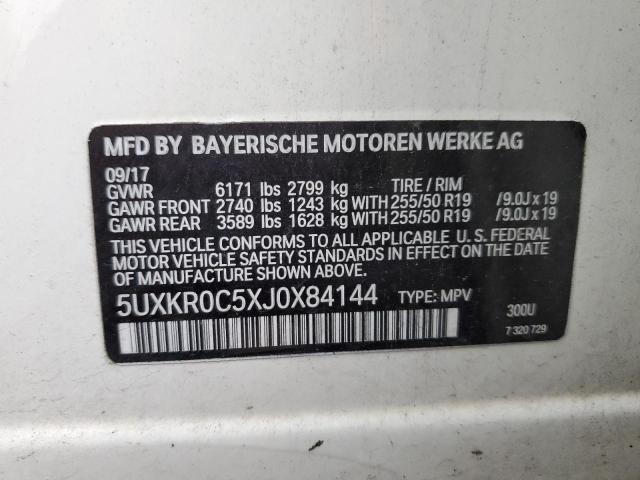 MFD BY BAYERISCHE MOTOREN WERKE AG
09/17
GVWR 6171 lbs 2799 kg TIRE / RIM
GAWR FRONT 2740 lbs 1243 kg WITH 255/50 R19 /9.0J x 19
GAWR REAR 3589 lbs 1628 kg WITH 255/50 R19 /9.0J x 19
THIS VEHICLE CONFORMS TO ALL APPLICABLE U. S. FEDERAL
MOTOR VEHICLE SAFETY STANDARDS IN EFFECT ON THE DATE
OF MANUFACTURE SHOWN ABOVE.
5UXKR0C5XJ0X84144 TYPE: MPV 300U
7 320 729